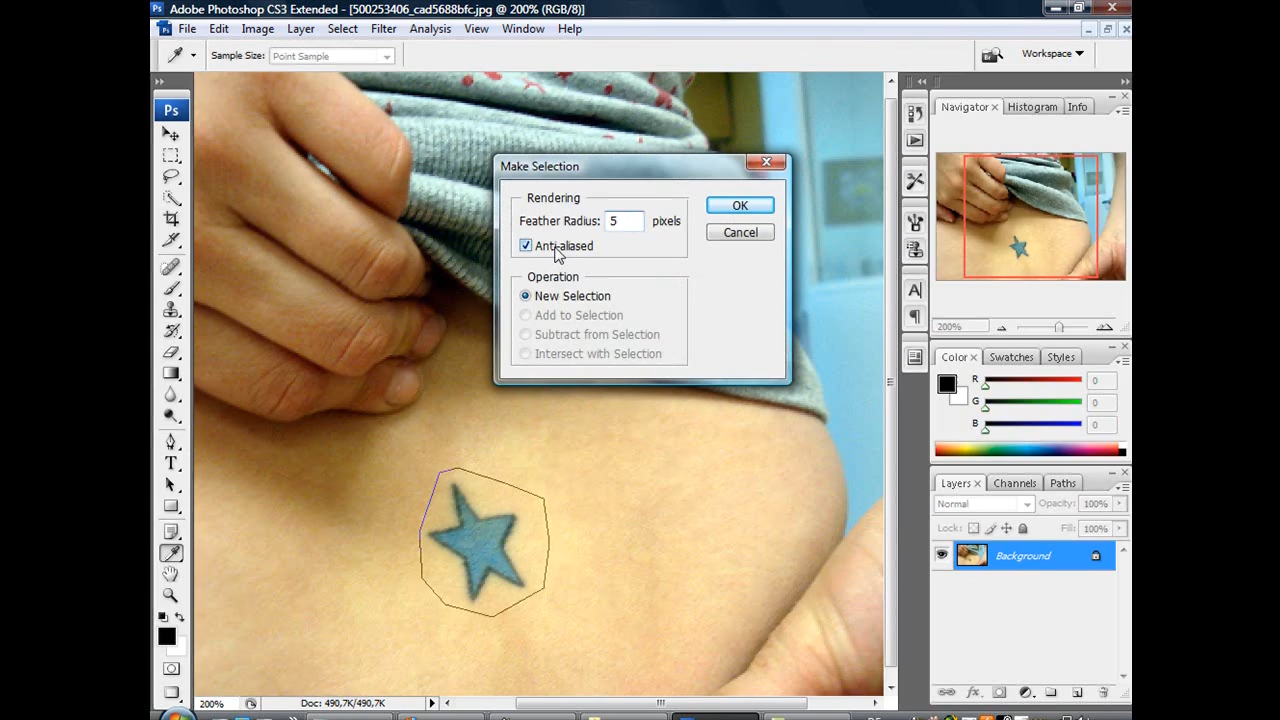 Adobe Photoshop CS3 Extended - [500253406_cad5688bfc.jpg @ 200% (RGB/8)]
Ps File Edit Image Layer Select Filter Analysis View Window Help
Sample Size: Point Sample Workspace
Ps
Navigator Histogram Info
Make Selection
Rendering
Feather Radius: 5 pixels
Anti-aliased
OK
Cancel
Operation
New Selection
Add to Selection
Subtract from Selection
Intersect with Selection
200%
Color Swatches Styles
R 0
G 0
B 0
Layers Channels Paths
Normal Opacity: 100%
Lock: Fill: 100%
Background
200% Doc: 490,7K/490,7K